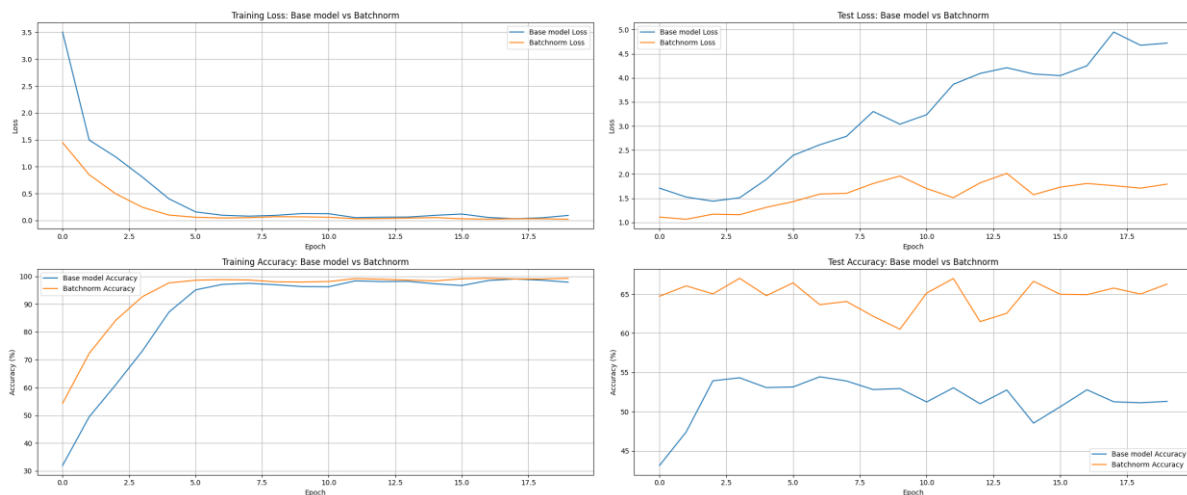 Training Loss: Base model vs Batchnorm
Base model Loss
Batchnorm Loss
3.5
3.0
2.5
2.0
1.5
1.0
0.5
0.0
Loss
0.0 2.5 5.0 7.5 10.0 12.5 15.0 17.5
Epoch
Test Loss: Base model vs Batchnorm
Base model Loss
Batchnorm Loss
5.0
4.5
4.0
3.5
3.0
2.5
2.0
1.5
1.0
Loss
0.0 2.5 5.0 7.5 10.0 12.5 15.0 17.5
Epoch
Training Accuracy: Base model vs Batchnorm
Base model Accuracy
Batchnorm Accuracy
100
90
80
70
60
50
40
30
Accuracy (%)
0.0 2.5 5.0 7.5 10.0 12.5 15.0 17.5
Epoch
Test Accuracy: Base model vs Batchnorm
65
60
55
50
45
Accuracy (%)
Base model Accuracy
Batchnorm Accuracy
0.0 2.5 5.0 7.5 10.0 12.5 15.0 17.5
Epoch